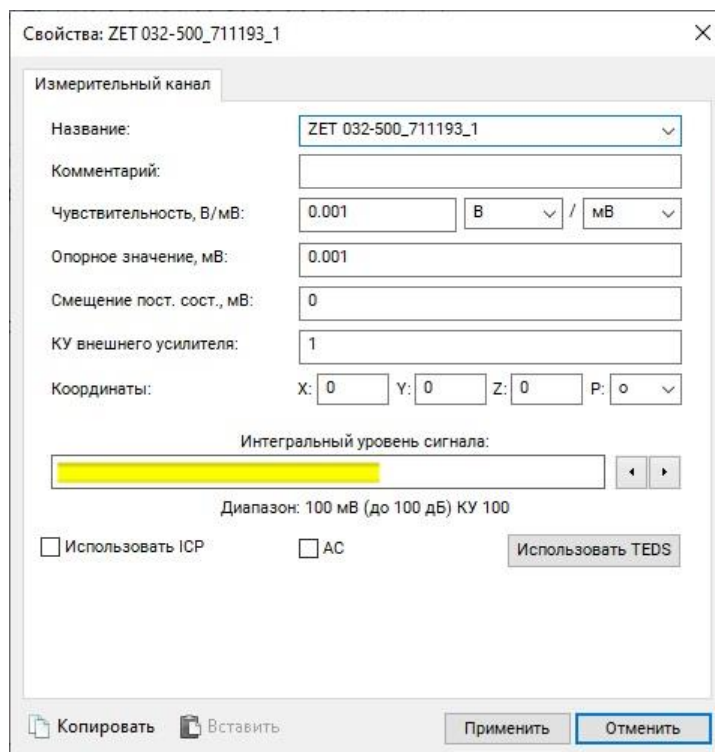 Свойства: ZET 032-500_711193_1
Измерительный канал
Название: ZET 032-500_711193_1
Комментарий:
Чувствительность, В/мВ: 0.001 В / мВ
Опорное значение, мВ: 0.001
Смещение пост. сост., мВ: 0
КУ внешнего усилителя: 1
Координаты: X: 0 Y: 0 Z: 0 P: о
Интегральный уровень сигнала:
Диапазон: 100 мВ (до 100 дБ) КУ 100
Использовать ICP AC Использовать TEDS
Копировать Вставить Применить Отменить